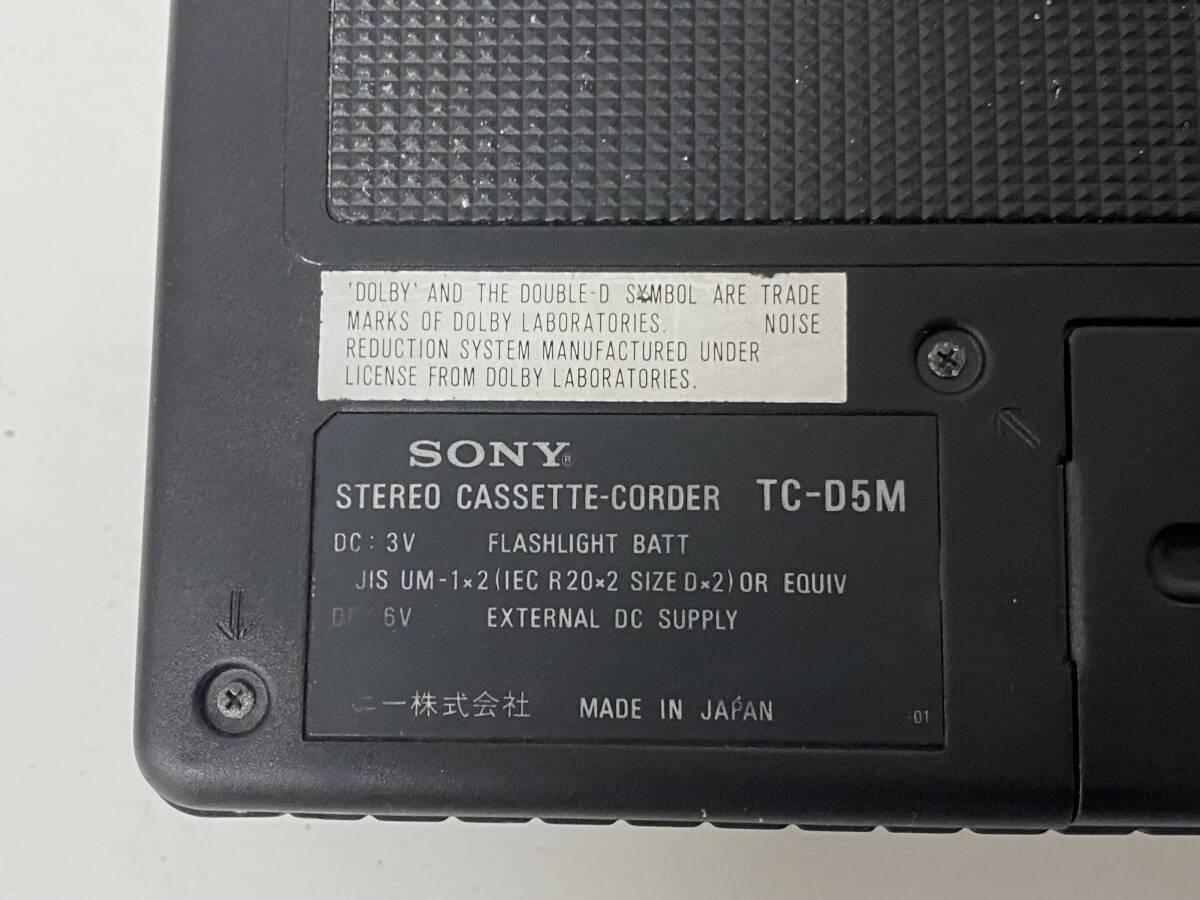 'DOLBY' AND THE DOUBLE-D SYMBOL ARE TRADE
MARKS OF DOLBY LABORATORIES. NOISE
REDUCTION SYSTEM MANUFACTURED UNDER
LICENSE FROM DOLBY LABORATORIES.
SONY®
STEREO CASSETTE-CORDER TC-D5M
DC: 3V FLASHLIGHT BATT
JIS UM-1×2(IEC R20×2 SIZE D×2) OR EQUIV
6V EXTERNAL DC SUPPLY
ニー株式会社 MADE IN JAPAN -01